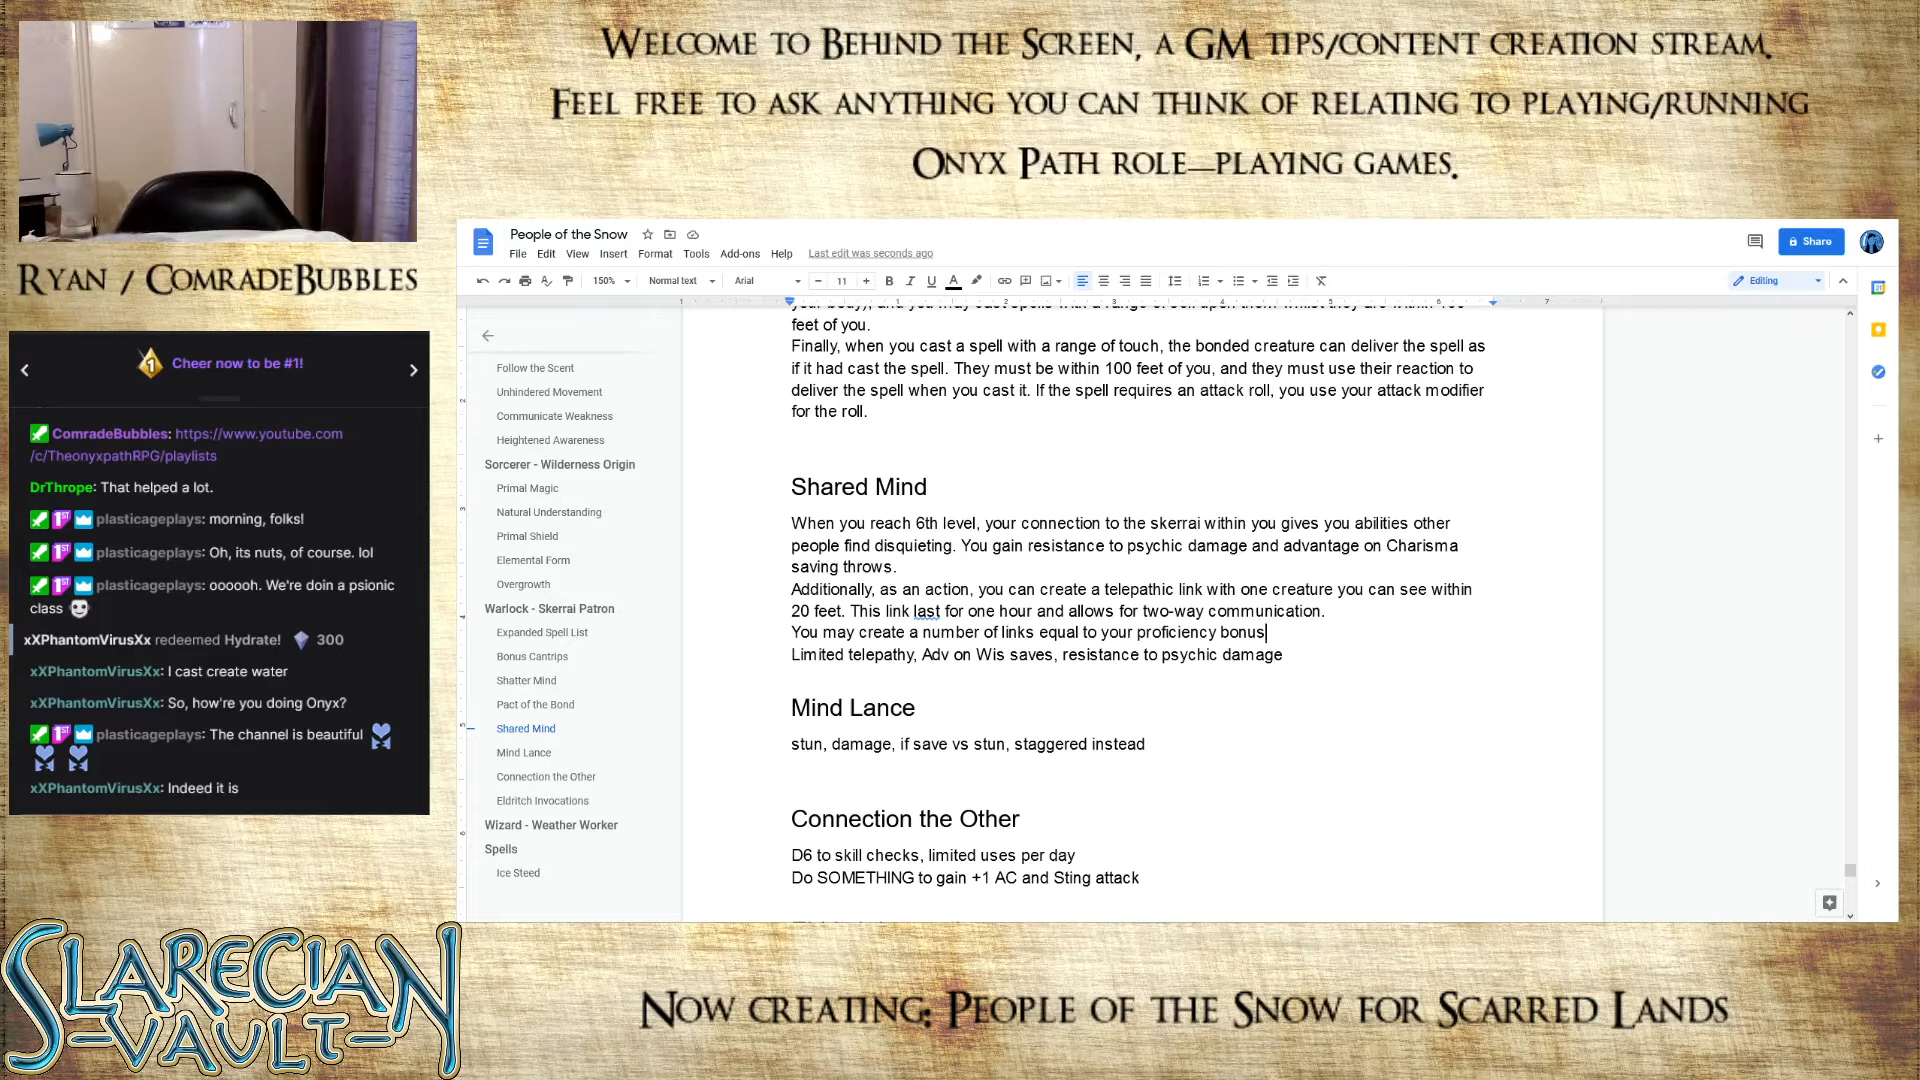 WELCOME TO BEHIND THE SCREEN, A GM TIPS/CONTENT CREATION STREAM.
FEEL FREE TO ASK ANYTHING YOU CAN THINK OF RELATING TO PLAYING/RUNNING
ONYX PATH ROLE—PLAYING GAMES.
RYAN / COMRADEBUBBLES
Cheer now to be #1!
ComradeBubbles: https://www.youtube.com
/c/TheonyxpathRPG/playlists
DrThrope: That helped a lot.
plasticageplays: morning, folks!
plasticageplays: Oh, its nuts, of course. lol
plasticageplays: oooooh. We're doin a psionic
class
xXPhantomVirusXx redeemed Hydrate! 300
xXPhantomVirusXx: I cast create water
xXPhantomVirusXx: So, how're you doing Onyx?
plasticageplays: The channel is beautiful
xXPhantomVirusXx: Indeed it is
People of the Snow
File Edit View Insert Format Tools Add-ons Help Last edit was seconds ago
Share
150% Normal text Arial 11 B I U A Editing
Follow the Scent
Unhindered Movement
Communicate Weakness
Heightened Awareness
Sorcerer - Wilderness Origin
Primal Magic
Natural Understanding
Primal Shield
Elemental Form
Overgrowth
Warlock - Skerrai Patron
Expanded Spell List
Bonus Cantrips
Shatter Mind
Pact of the Bond
Shared Mind
Mind Lance
Connection the Other
Eldritch Invocations
Wizard - Weather Worker
Spells
Ice Steed
feet of you.
Finally, when you cast a spell with a range of touch, the bonded creature can deliver the spell as
if it had cast the spell. They must be within 100 feet of you, and they must use their reaction to
deliver the spell when you cast it. If the spell requires an attack roll, you use your attack modifier
for the roll.
Shared Mind
When you reach 6th level, your connection to the skerrai within you gives you abilities other
people find disquieting. You gain resistance to psychic damage and advantage on Charisma
saving throws.
Additionally, as an action, you can create a telepathic link with one creature you can see within
20 feet. This link last for one hour and allows for two-way communication.
You may create a number of links equal to your proficiency bonus
Limited telepathy, Adv on Wis saves, resistance to psychic damage
Mind Lance
stun, damage, if save vs stun, staggered instead
Connection the Other
D6 to skill checks, limited uses per day
Do SOMETHING to gain +1 AC and Sting attack
SLARECIAN
VAULT
NOW CREATING: PEOPLE OF THE SNOW FOR SCARRED LANDS